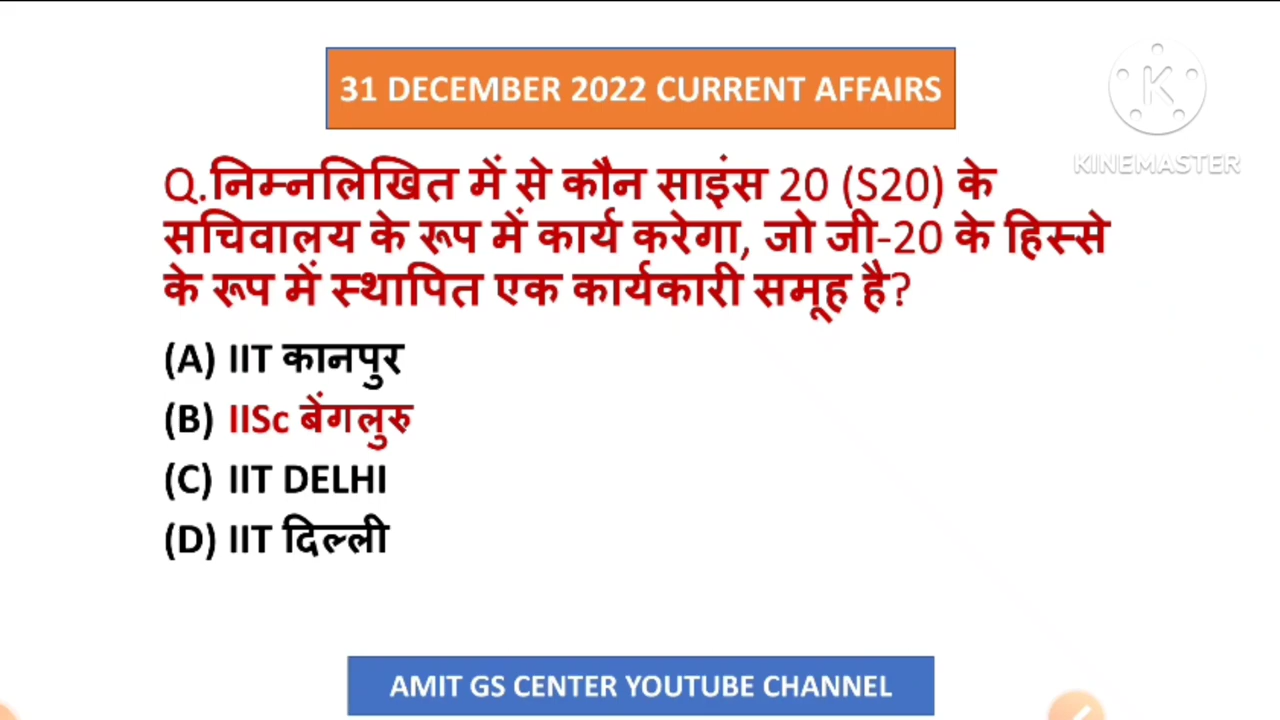 31 DECEMBER 2022 CURRENT AFFAIRS
KINEMASTER
Q.निम्नलिखित में से कौन साइंस 20 (S20) के
सचिवालय के रूप में कार्य करेगा, जो जी-20 के हिस्से
के रूप में स्थापित एक कार्यकारी समूह है?
(A) IIT कानपुर
(B) IISc बेंगलुरु
(C) IIT DELHI
(D) IIT दिल्ली
AMIT GS CENTER YOUTUBE CHANNEL